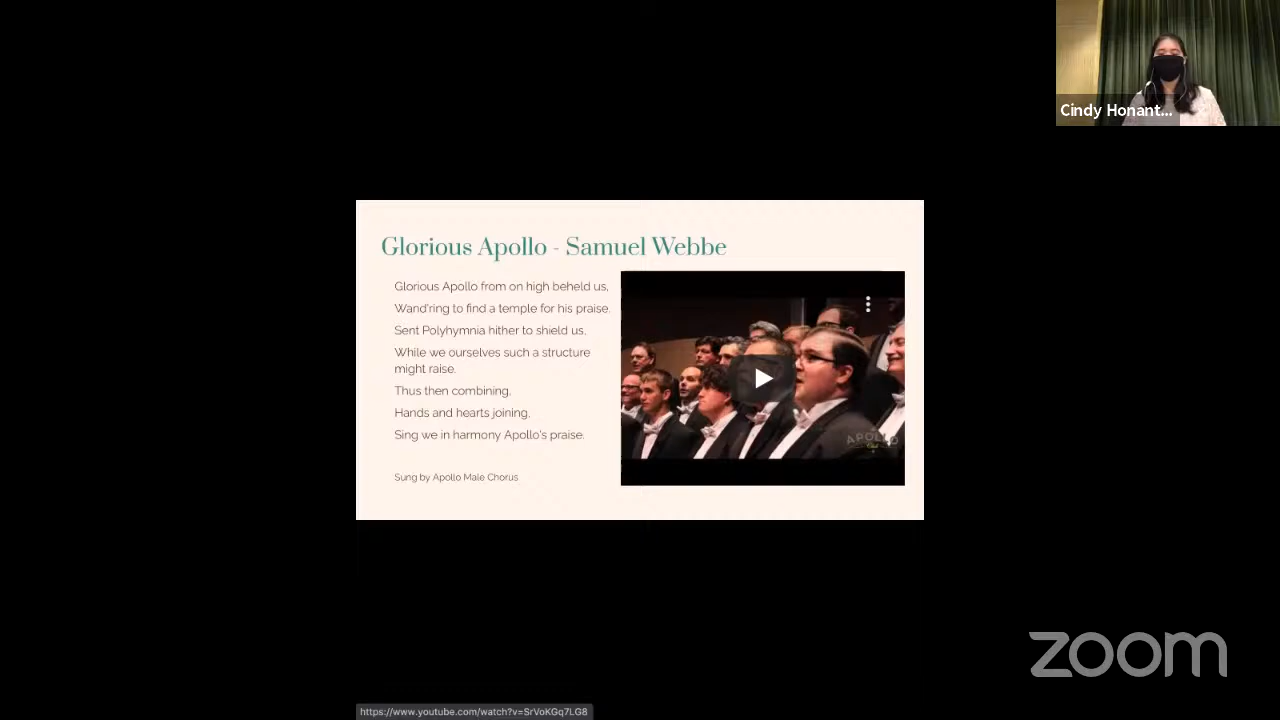 Cindy Honant...
Glorious Apollo - Samuel Webbe
Glorious Apollo from on high beheld us,
Wand'ring to find a temple for his praise.
Sent Polyhymnia hither to shield us,
While we ourselves such a structure
might raise.
Thus then combining,
Hands and hearts joining,
Sing we in harmony Apollo's praise.
Sung by Apollo Male Chorus
APOLLO
Club
zoom
https://www.youtube.com/watch?v=SrVoKGq7LG8